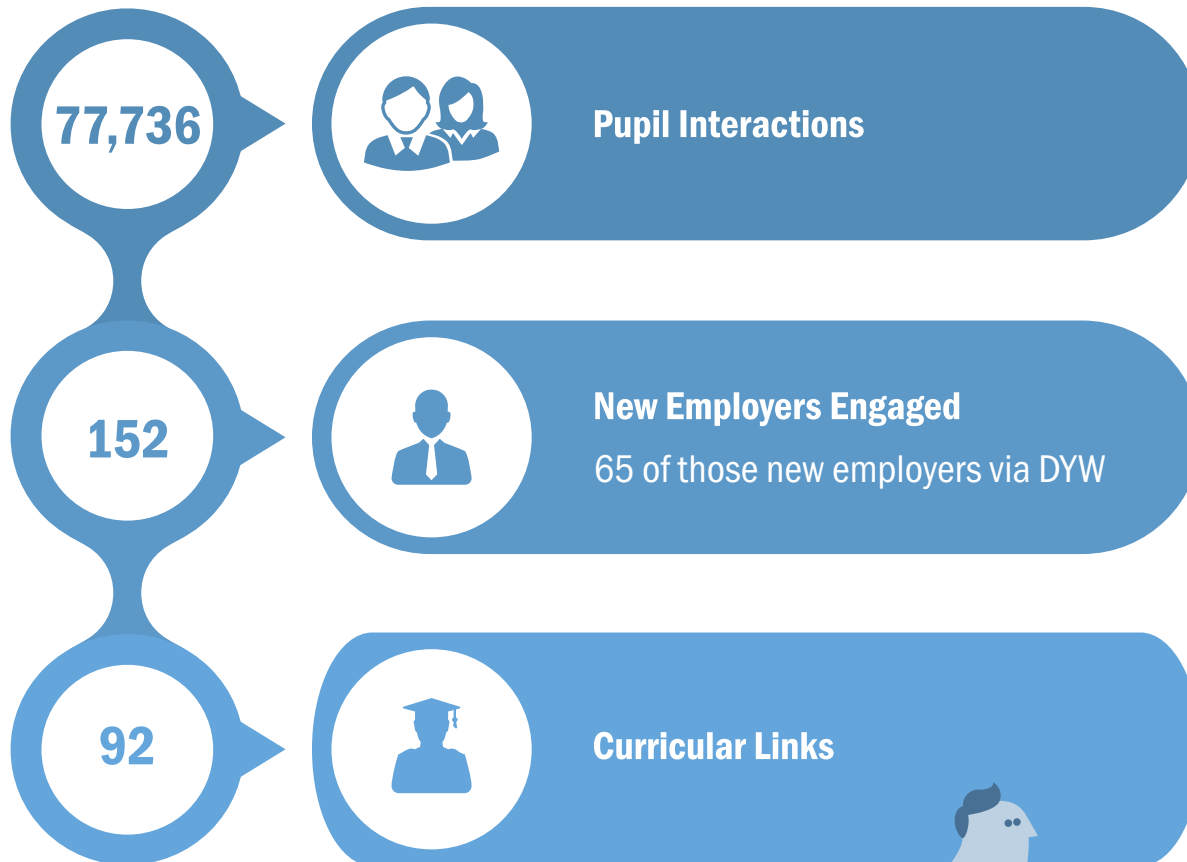 77,736
Pupil Interactions
152
New Employers Engaged
65 of those new employers via DYW
92
Curricular Links